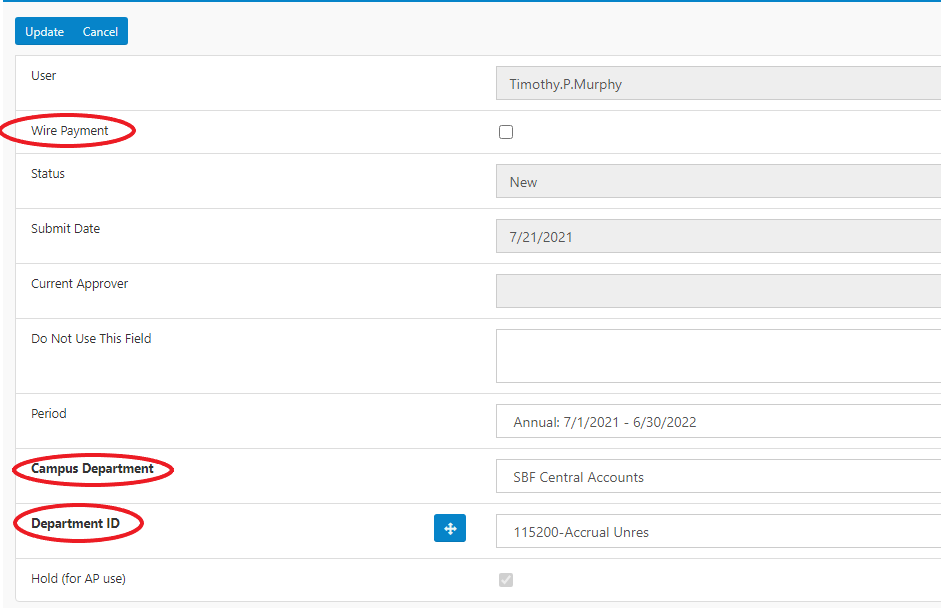 Update Cancel
User Timothy.P.Murphy
Wire Payment
Status New
Submit Date 7/21/2021
Current Approver
Do Not Use This Field
Period Annual: 7/1/2021 - 6/30/2022
Campus Department SBF Central Accounts
Department ID 115200-Accrual Unres
Hold (for AP use)